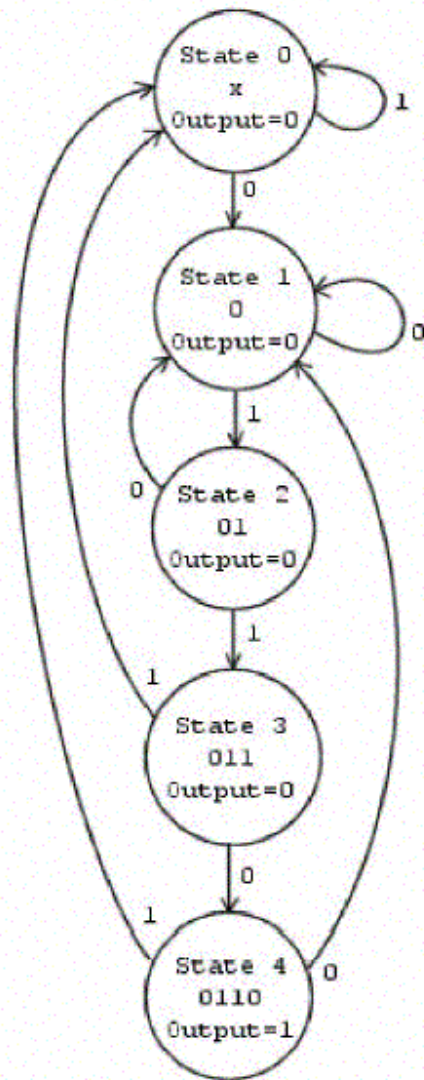 State 0
x
Output=0
1
0
State 1
0
Output=0
0
1
0
State 2
01
Output=0
1
1
State 3
011
Output=0
0
1
State 4
0110
Output=1
0